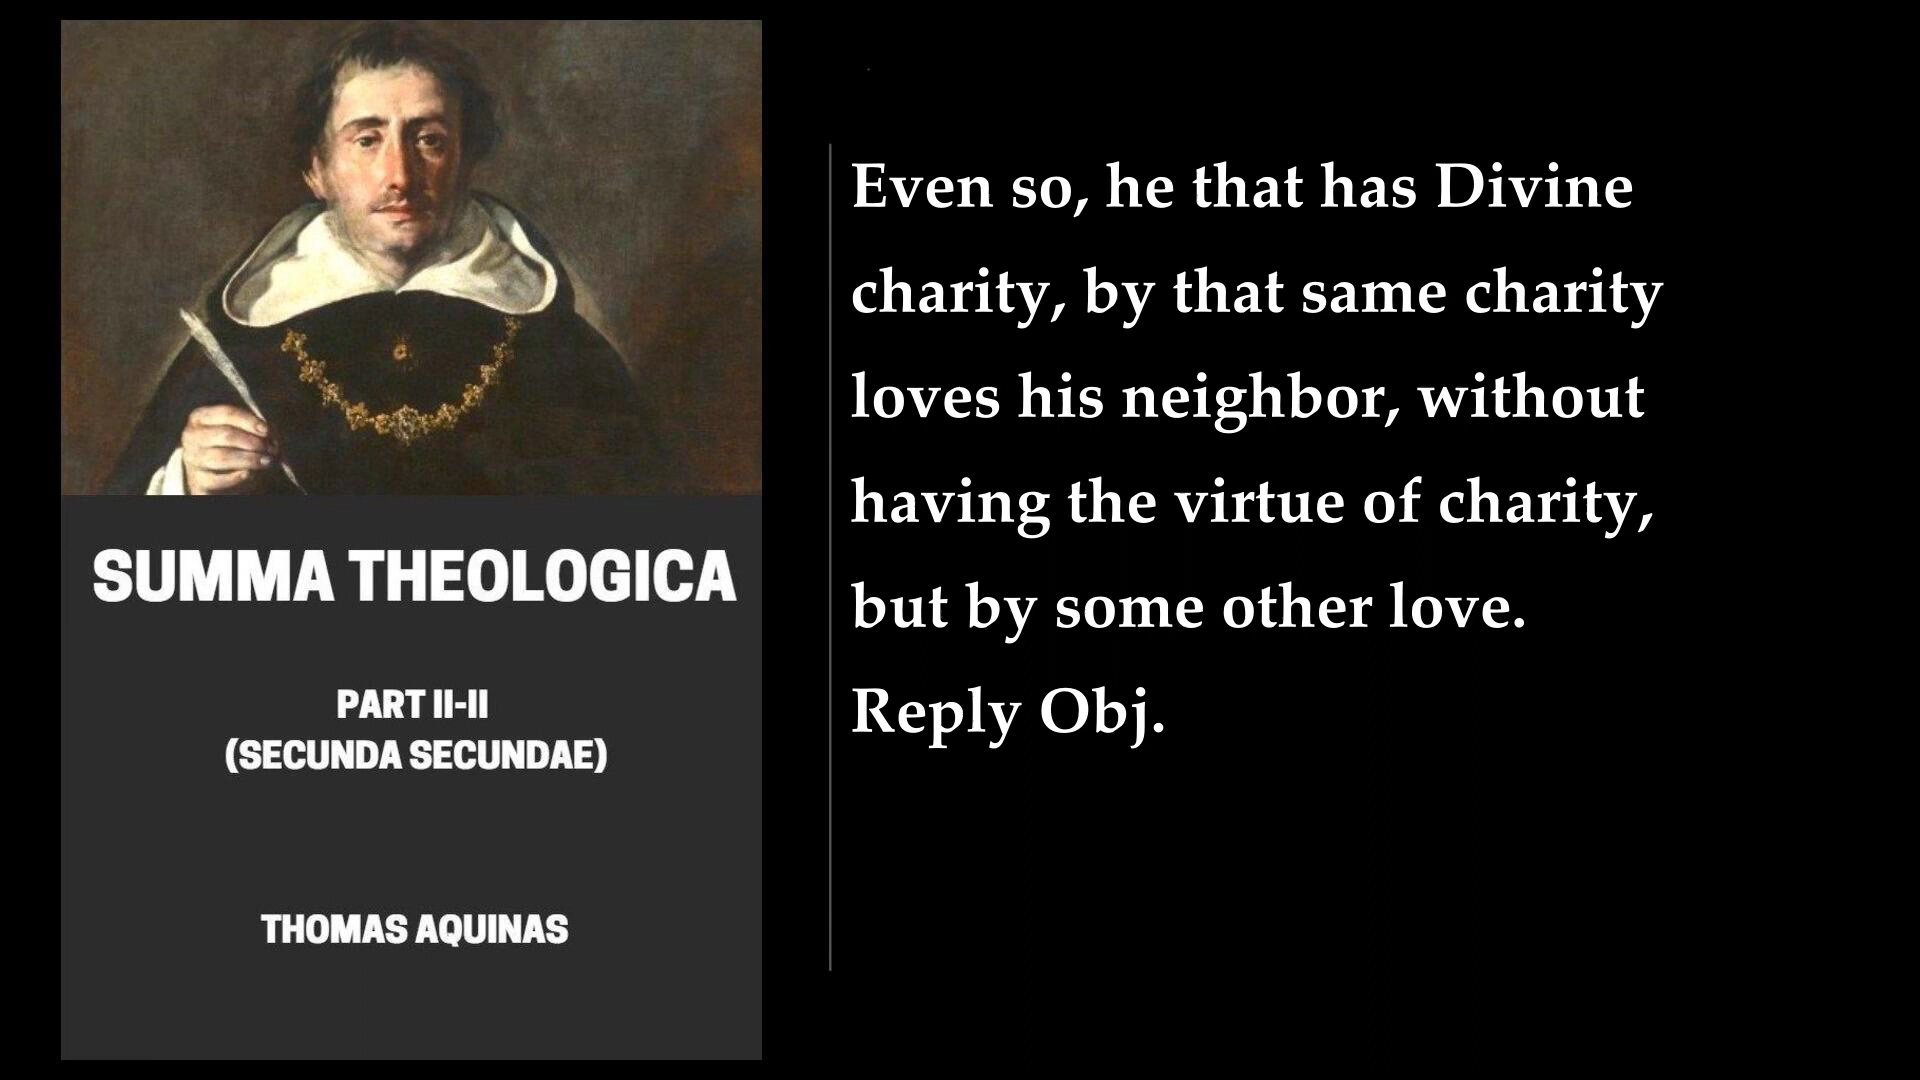 SUMMA THEOLOGICA
PART II-II
(SECUNDA SECUNDAE)
THOMAS AQUINAS
Even so, he that has Divine
charity, by that same charity
loves his neighbor, without
having the virtue of charity,
but by some other love.
Reply Obj.